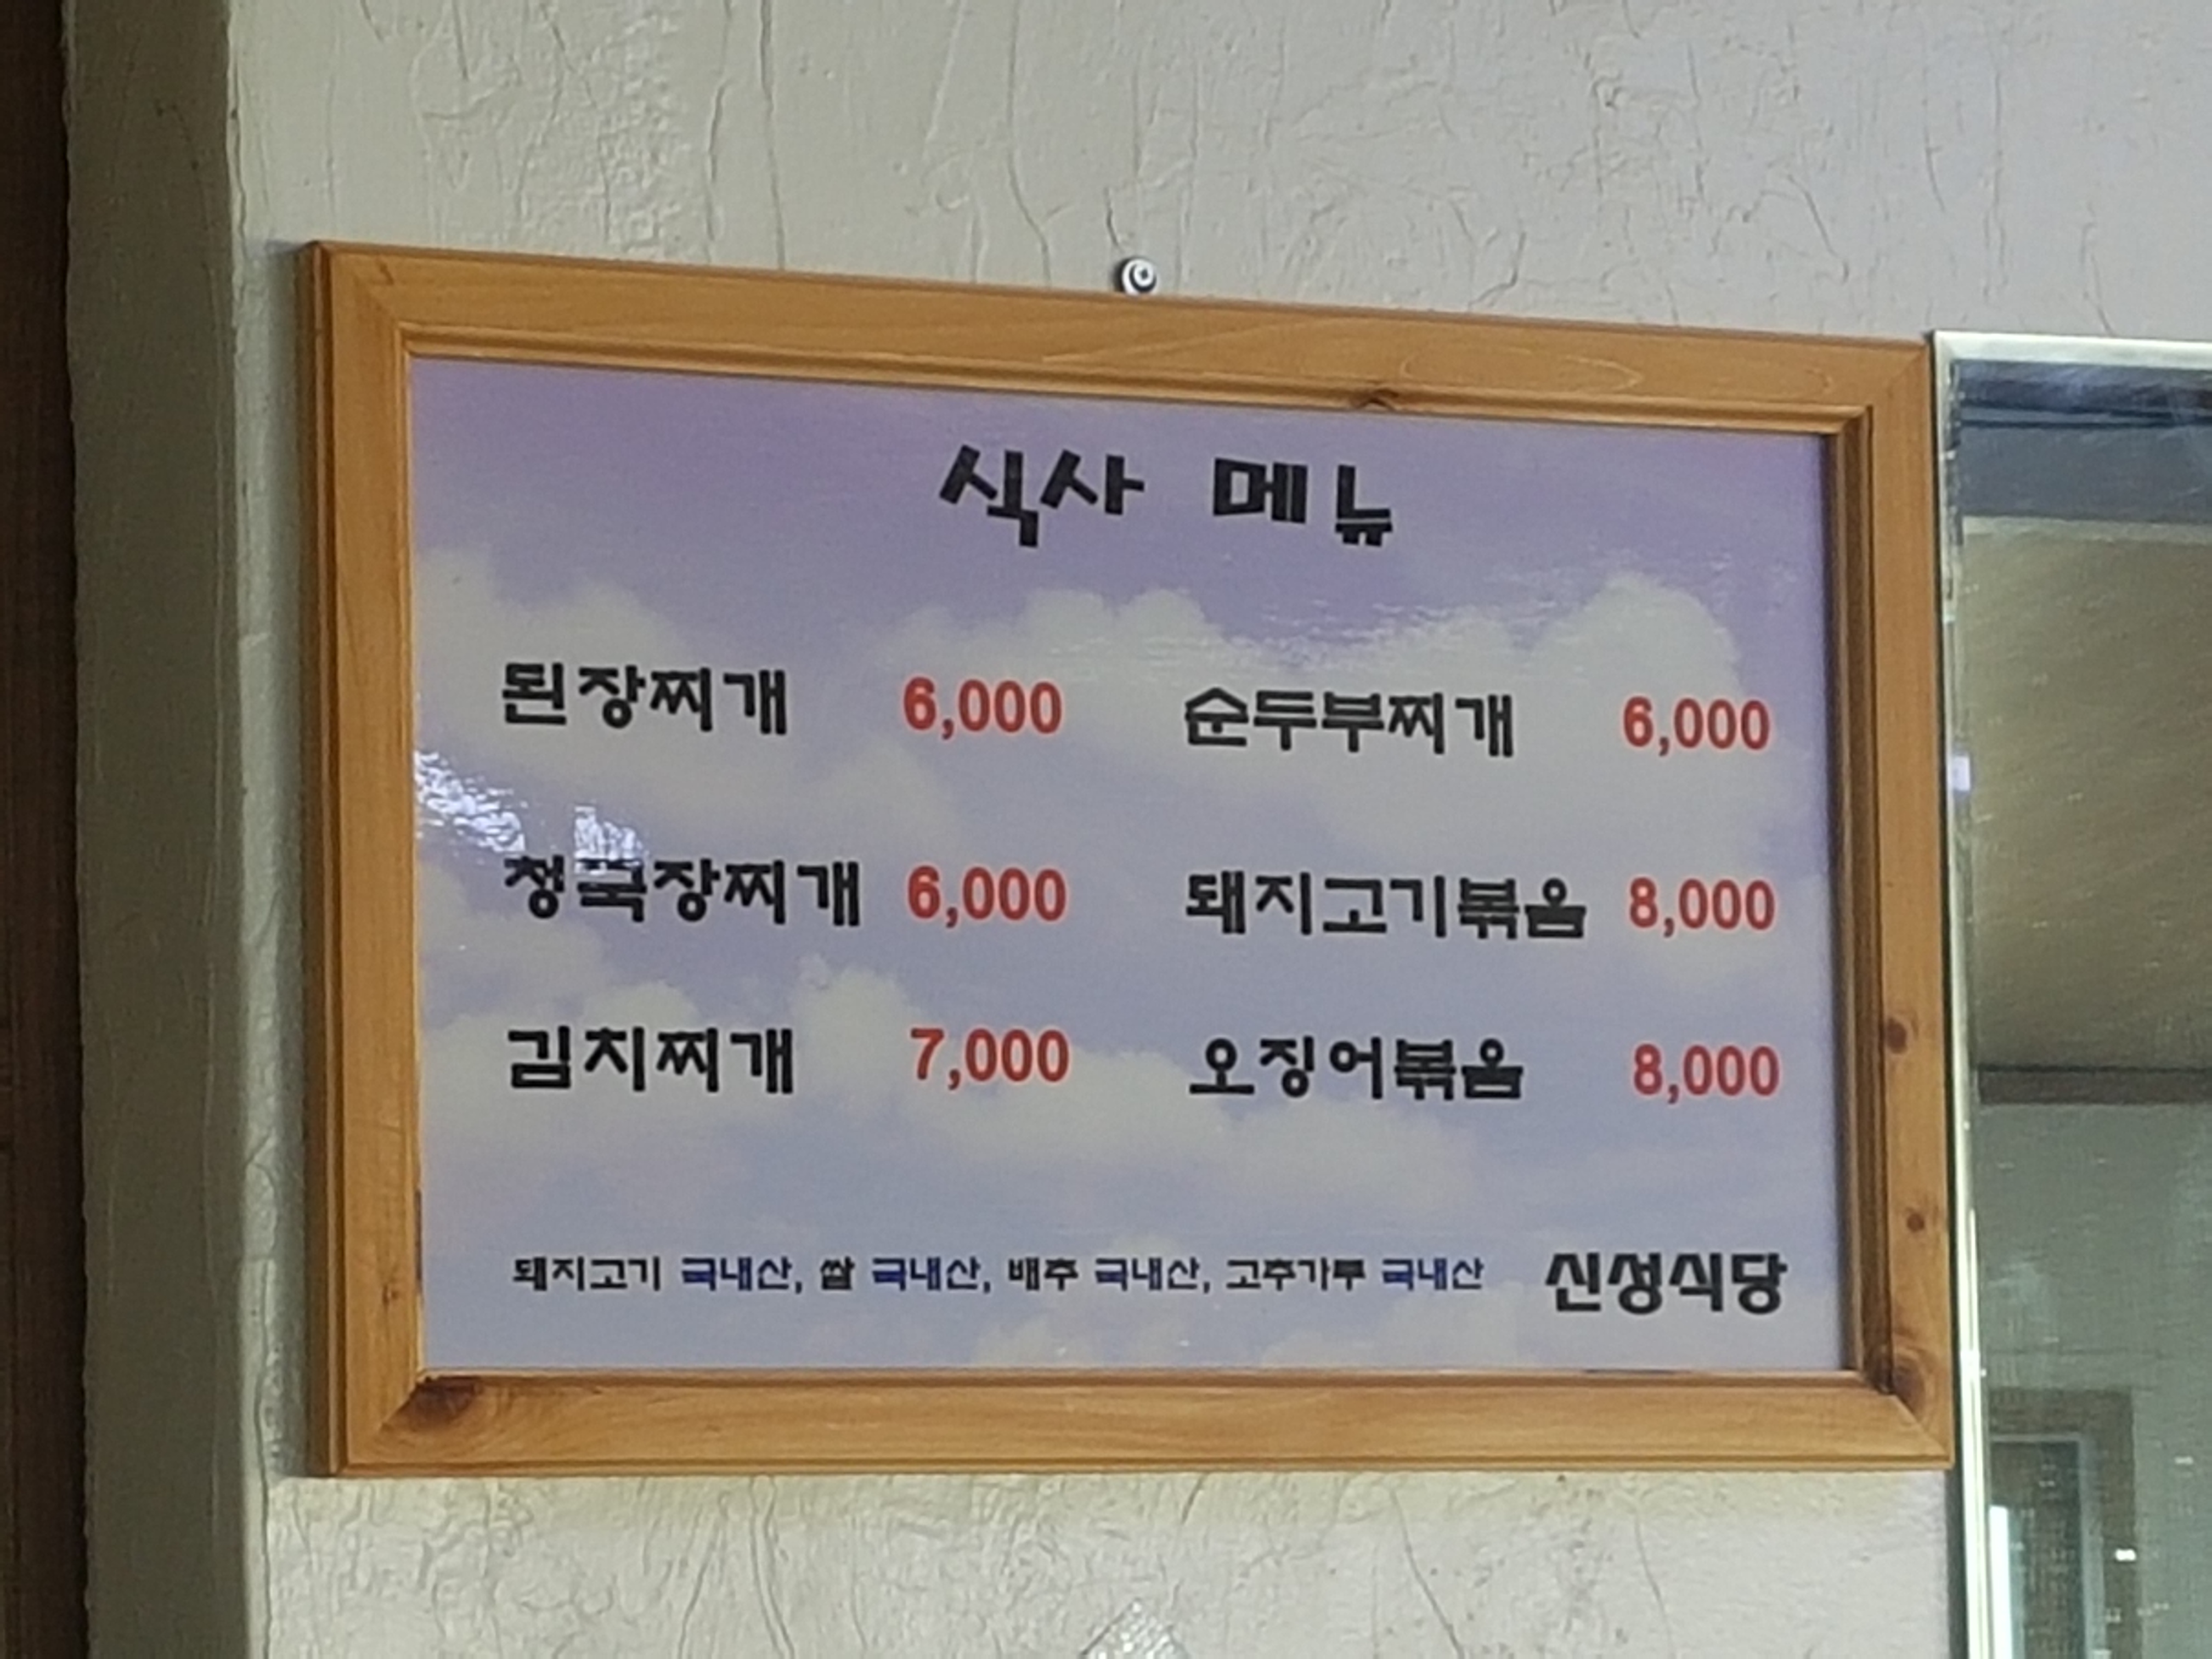 식사 메뉴
된장찌개 6,000 순두부찌개 6,000
청국장찌개 6,000 돼지고기볶음 8,000
김치찌개 7,000 오징어볶음 8,000
돼지고기 국내산, 쌀 국내산, 배추 국내산, 고추가루 국내산 신성식당